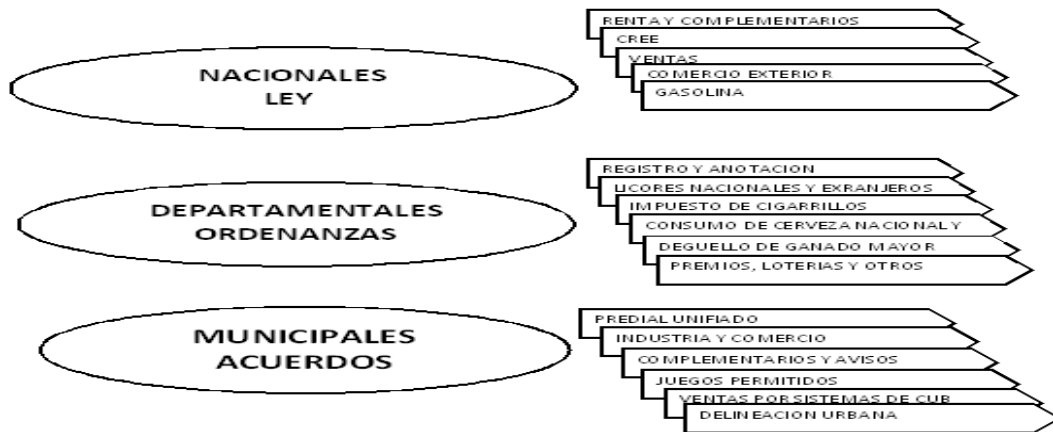 NACIONALES
LEY
RENTA Y COMPLEMENTARIOS
CREE
VENTAS
COMERCIO EXTERIOR
GASOLINA
DEPARTAMENTALES
ORDENANZAS
REGISTRO Y ANOTACION
LICORES NACIONALES Y EXRANJEROS
IMPUESTO DE CIGARRILLOS
CONSUMO DE CERVEZA NACIONAL Y
DEGUELLO DE GANADO MAYOR
PREMIOS, LOTERIAS Y OTROS
MUNICIPALES
ACUERDOS
PREDIAL UNIFIADO
INDUSTRIA Y COMERCIO
COMPLEMENTARIOS Y AVISOS
JUEGOS PERMITIDOS
VENTAS POR SISTEMAS DE CUB
DELINEACION URBANA